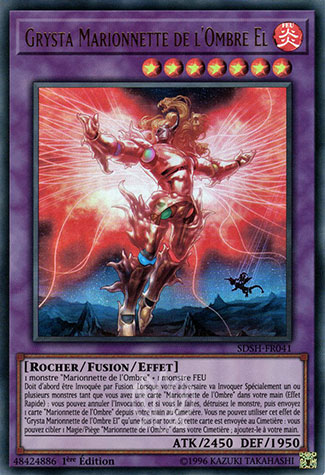 Grysta Marionnette de l'Ombre El
FEU
炎
SDSH-FR041
[Rocher/Fusion/Effet]
1 monstre "Marionnette de l'Ombre" + 1 monstre FEU
Doit d'abord être Invoquée par Fusion. Lorsque votre adversaire va Invoquer Spécialement un ou
plusieurs monstres tant que vous avez une carte "Marionnette de l'Ombre" dans votre main (Effet
Rapide) : vous pouvez annuler l'Invocation, et si vous le faites, détruisez le monstre, puis envoyez
1 carte "Marionnette de l'Ombre" depuis votre main au Cimetière. Vous ne pouvez utiliser cet effet de
"Grysta Marionnette de l'Ombre El" qu'une fois par tour. Si cette carte est envoyée au Cimetière : vous
pouvez cibler 1 Magie/Piège "Marionnette de l'Ombre" dans votre Cimetière ; ajoutez-le à votre main.
ATK/2450 DEF/1950
48424886 1ère Edition ©1996 KAZUKI TAKAHASHI